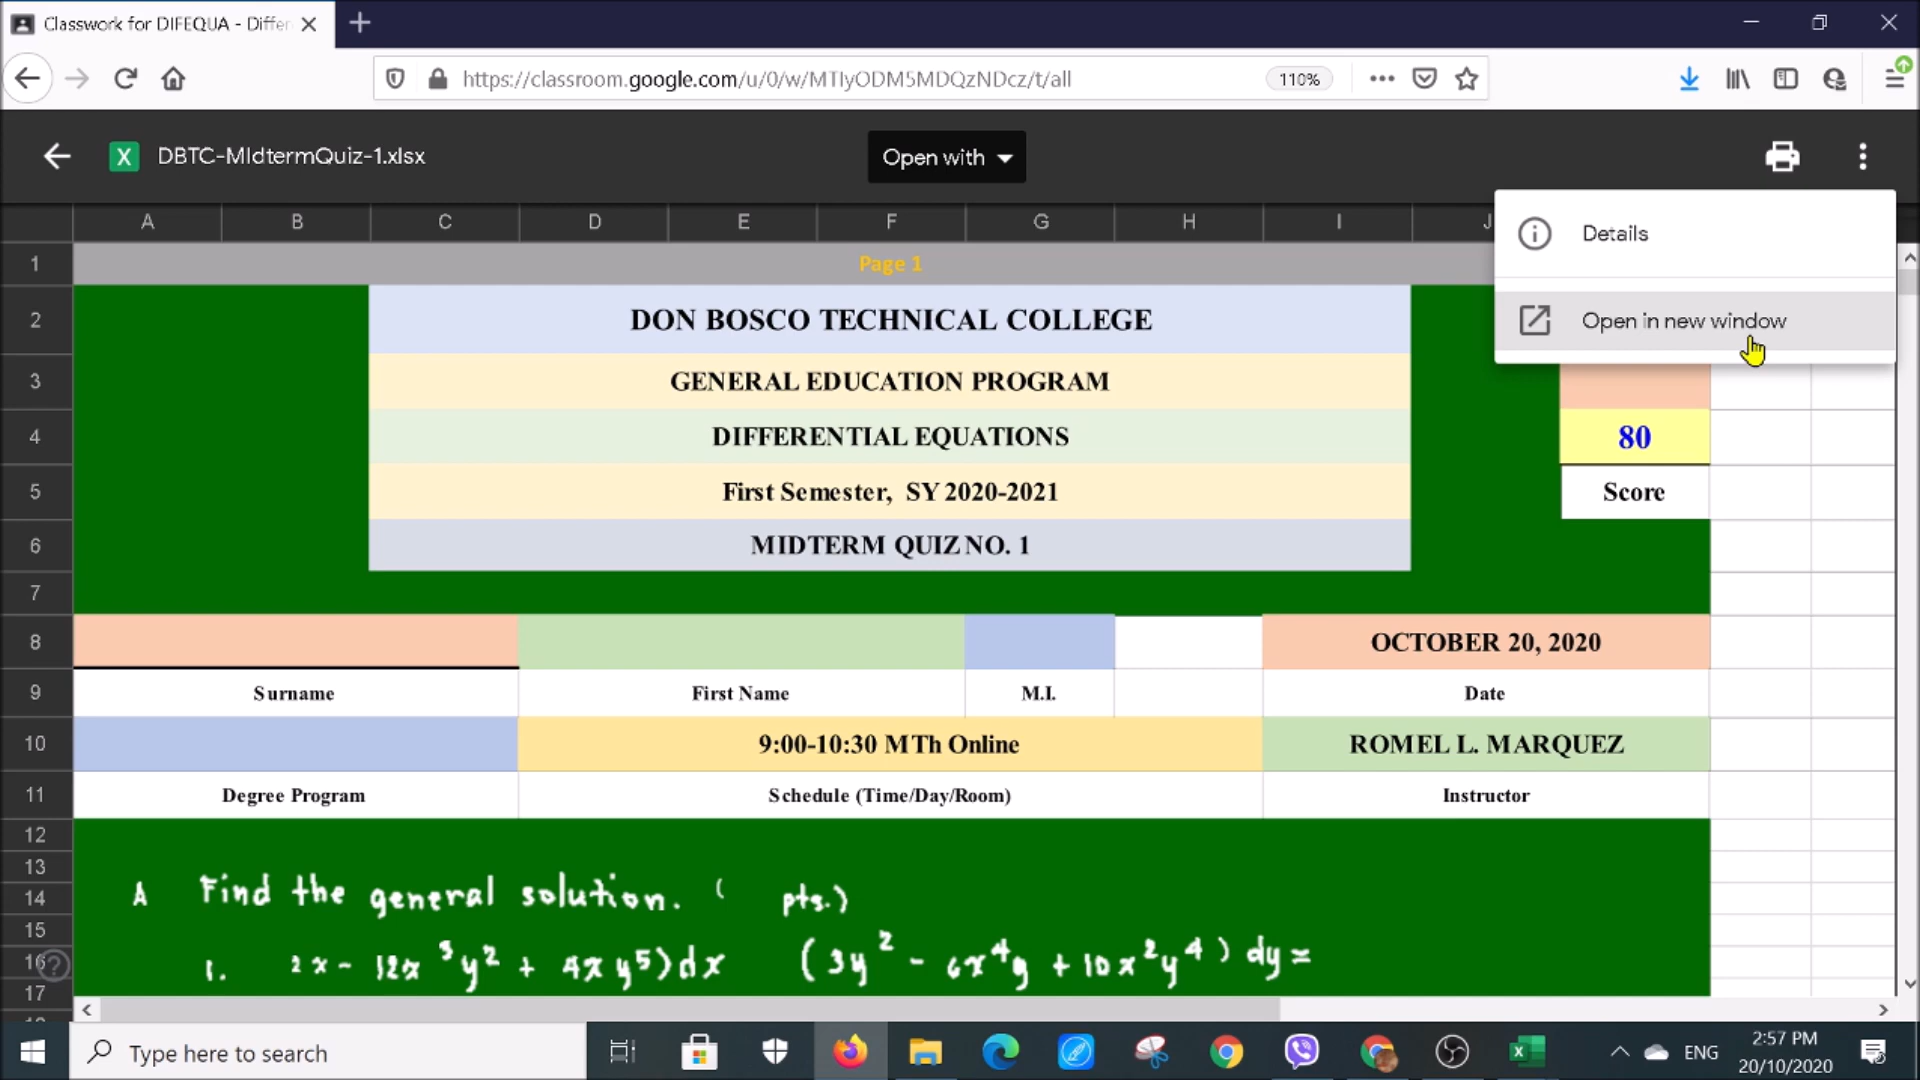 Classwork for DIFEQUA - Differ
https://classroom.google.com/u/0/w/MTIyODM5MDQzNDcz/t/all
110%
DBTC-MIdtermQuiz-1.xlsx
Open with
Details
Open in new window
A B C D E F G H I J
1 Page 1
2 DON BOSCO TECHNICAL COLLEGE
3 GENERAL EDUCATION PROGRAM
4 DIFFERENTIAL EQUATIONS 80
5 First Semester, SY 2020-2021 Score
6 MIDTERM QUIZ NO. 1
7
8 OCTOBER 20, 2020
9 Surname First Name M.I. Date
10 9:00-10:30 MTh Online ROMEL L. MARQUEZ
11 Degree Program Schedule (Time/Day/Room) Instructor
12
13
14 A Find the general solution. ( pts.)
15
16 1. 2x - 12x³y² + 4xy⁵)dx (3y² - 6x⁴y + 10x²y⁴) dy =
17
Type here to search
ENG
2:57 PM
20/10/2020